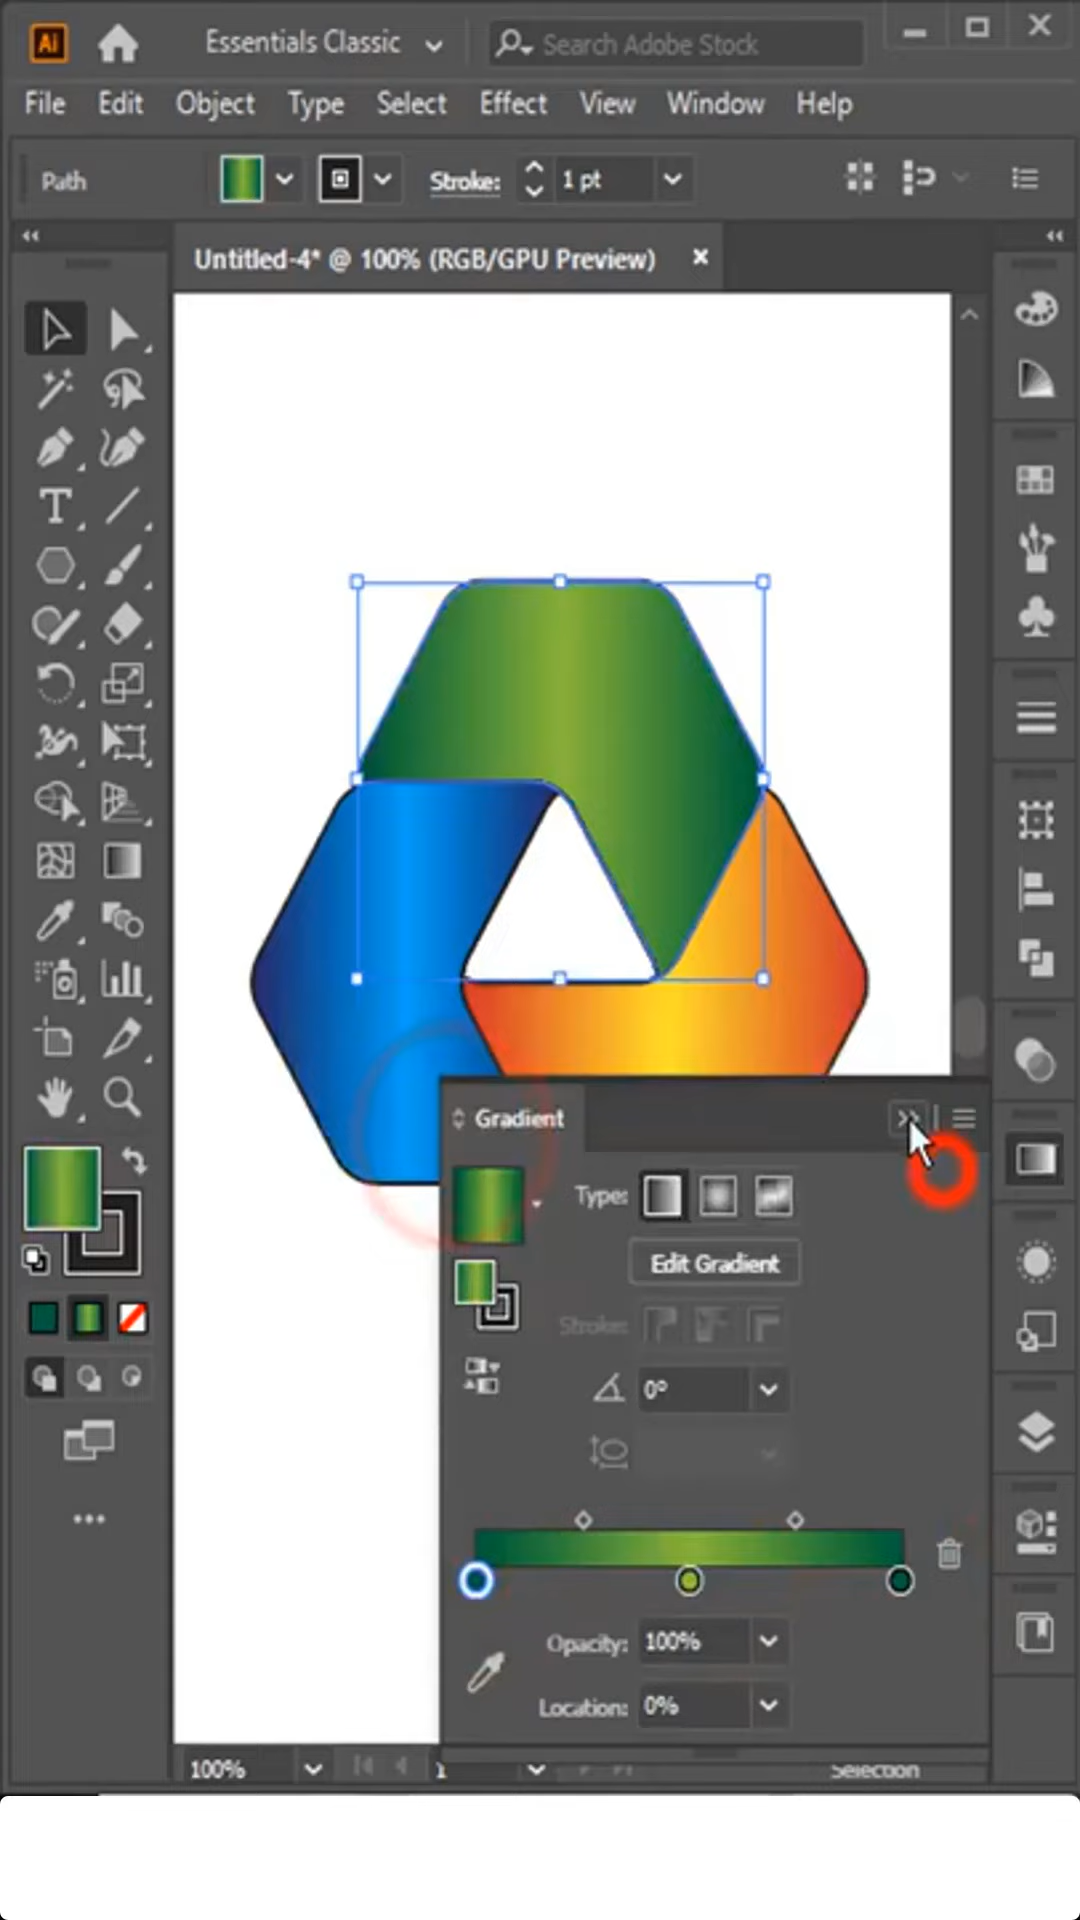 Ai Essentials Classic Search Adobe Stock
File Edit Object Type Select Effect View Window Help
Path Stroke: 1 pt
Untitled-4* @ 100% (RGB/GPU Preview)
Gradient
Type:
Edit Gradient
Stroke:
0°
Opacity: 100%
Location: 0%
100% 1 Selection